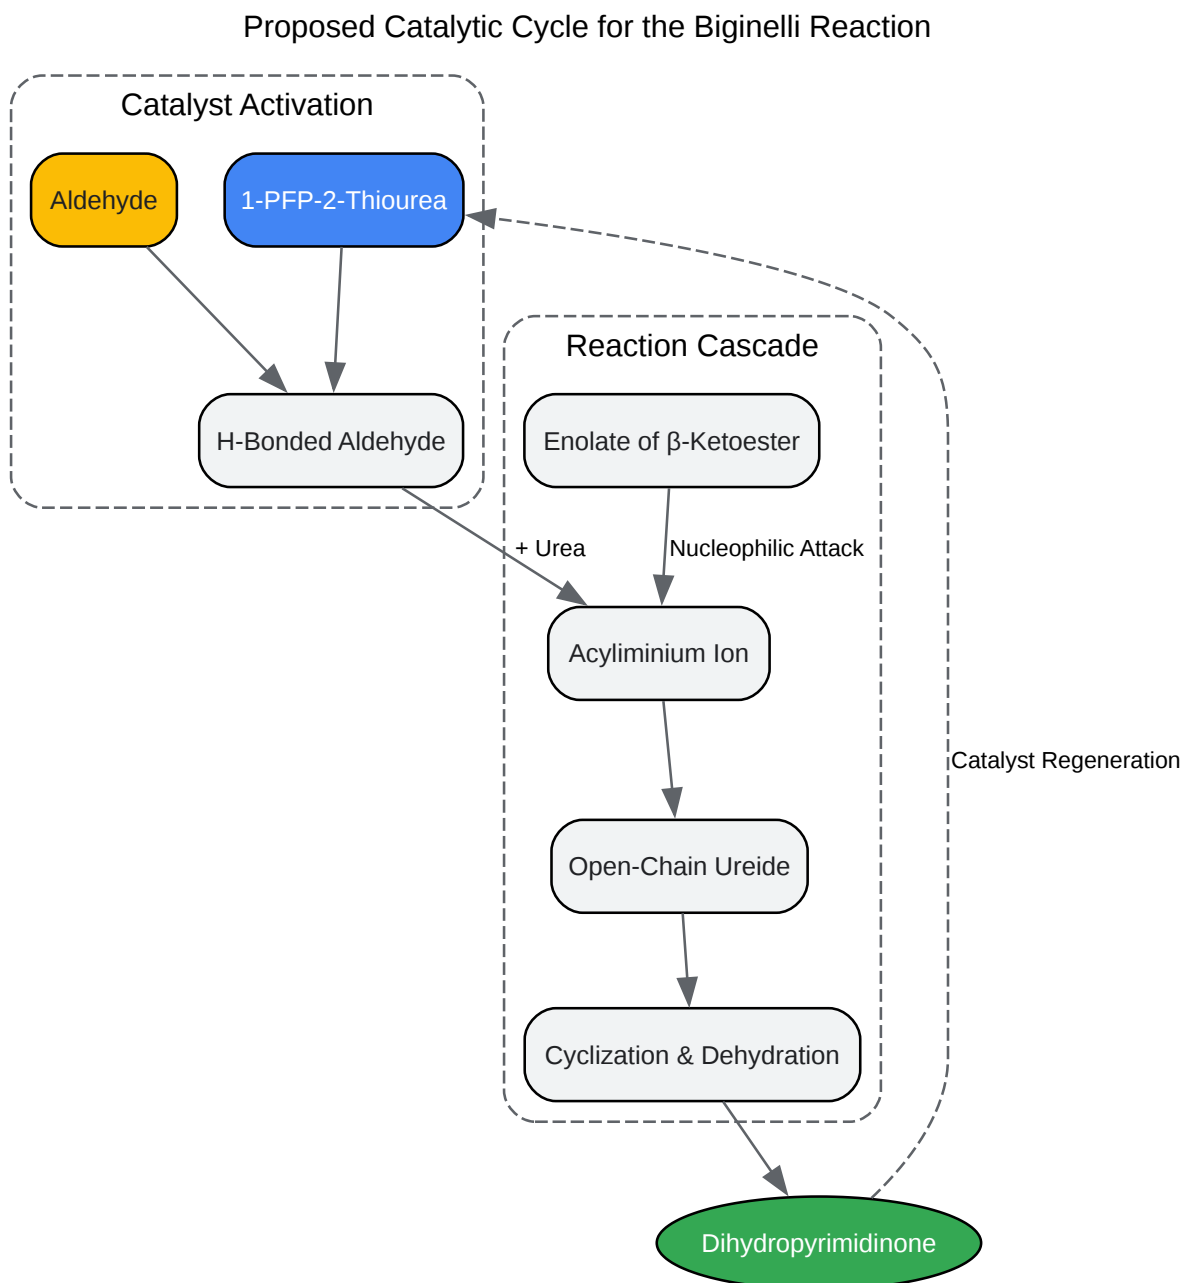 Proposed Catalytic Cycle for the Biginelli Reaction
Catalyst Activation
Aldehyde
1-PFP-2-Thiourea
Reaction Cascade
H-Bonded Aldehyde
Enolate of β-Ketoester
+ Urea
Nucleophilic Attack
Acyliminium Ion
Catalyst Regeneration
Open-Chain Ureide
Cyclization & Dehydration
Dihydropyrimidinone